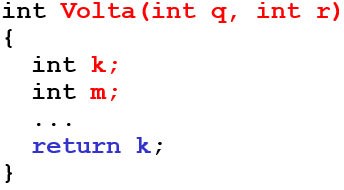 int Volta(int q, int r)
{
int k;
int m;
...
return k;
}